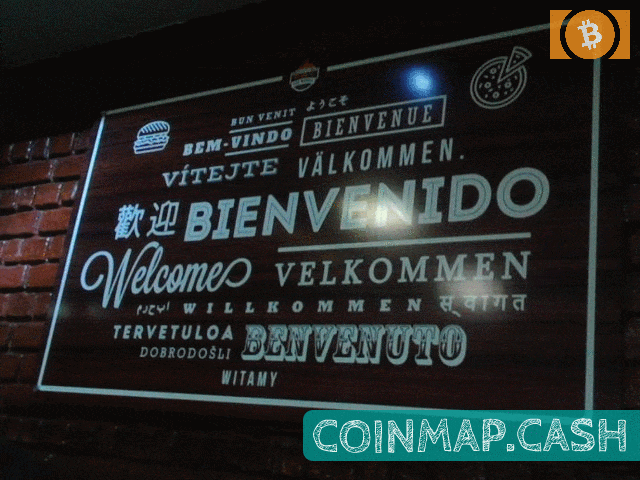 BUN VENIT ようこそ
BEM-VINDO BIENVENUE
VÍTEJTE VÄLKOMMEN.
歡迎 BIENVENIDO
Welcome VELKOMMEN
WILLKOMMEN स्वागत
TERVETULOA BENVENUTO
DOBRODOŠLI
WITAMY
COINMAP.CASH